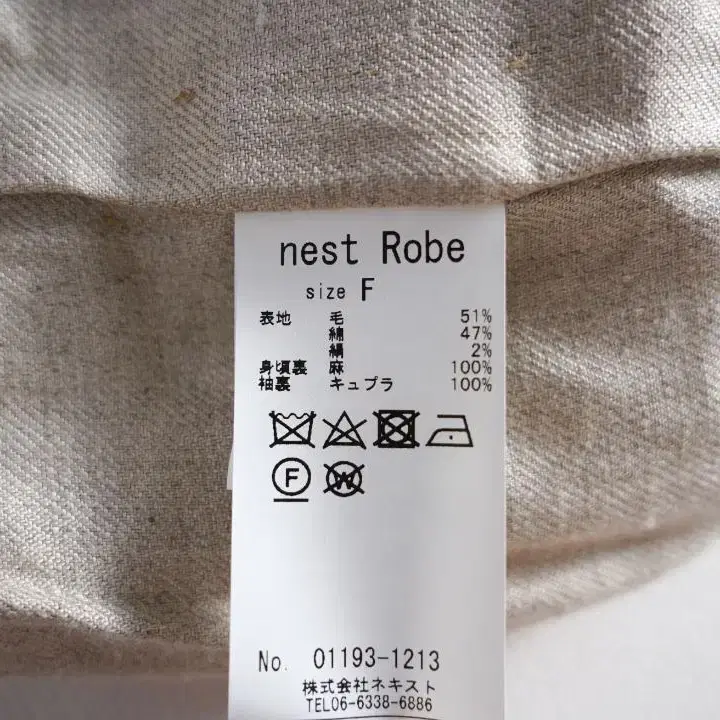 nest Robe
size F
表地 毛 51%
綿 47%
絹 2%
身頃裏 麻 100%
袖裏 キュプラ 100%
F W
No. 01193-1213
株式会社ネキスト
TEL06-6338-6886